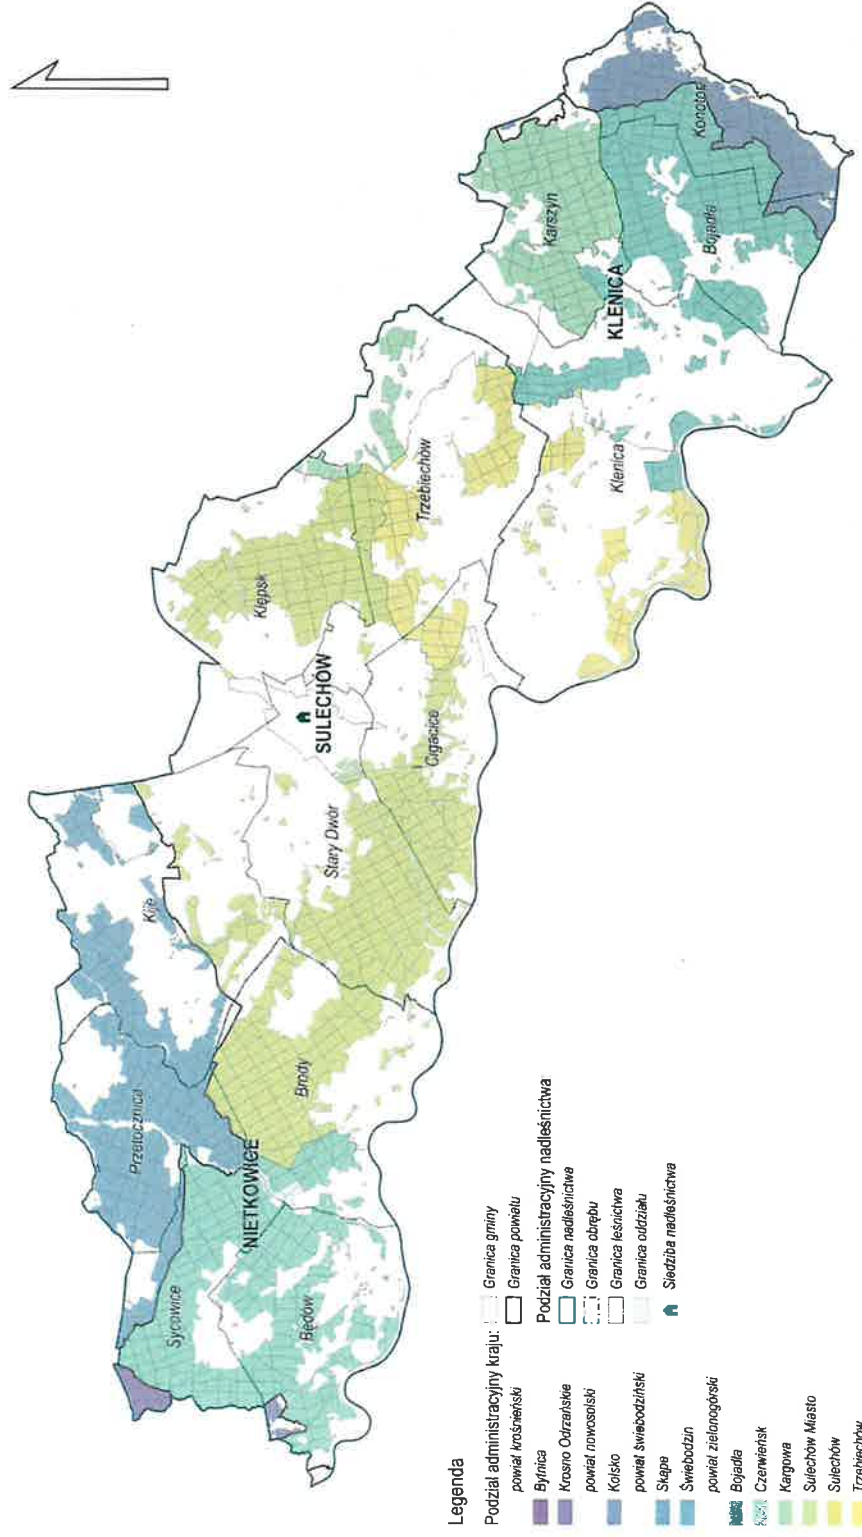 Przetocznica
Kije
Sycowice
NIETKOWICE
Będów
Brody
Stary Dwór
SULECHÓW
Klępsk
Cigacice
Trzebiechów
Karszyn
KLENICA
Klenica
Bojadła
Konotop
Legenda
Podział administracyjny kraju:
powiat krośnieński
Bytnica
Krosno Odrzańskie
powiat nowosolski
Kolsko
powiat świebodziński
Skąpe
Świebodzin
powiat zielonogórski
Bojadła
Czerwieńsk
Kargowa
Sulechów Miasto
Sulechów
Trzebiechów
Granica gminy
Granica powiatu
Podział administracyjny nadleśnictwa
Granica nadleśnictwa
Granica obrębu
Granica leśnictwa
Granica oddziału
Siedziba nadleśnictwa